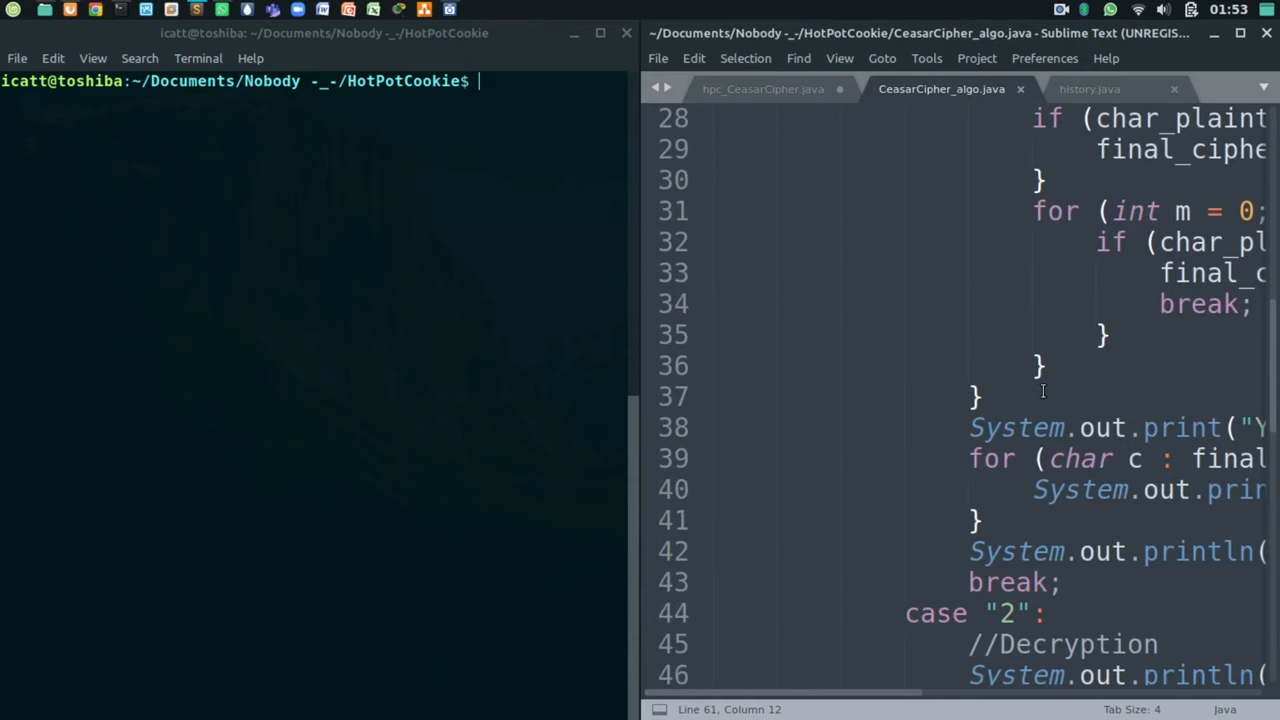 01:53
icatt@toshiba: ~/Documents/Nobody -_-/HotPotCookie
File Edit View Search Terminal Help
icatt@toshiba:~/Documents/Nobody -_-/HotPotCookie$
~/Documents/Nobody -_-/HotPotCookie/CeasarCipher_algo.java - Sublime Text (UNREGIS...
File Edit Selection Find View Goto Tools Project Preferences Help
hpc_CeasarCipher.java CeasarCipher_algo.java history.java
28 if (char_plaint
29 final_ciphe
30 }
31 for (int m = 0;
32 if (char_pl
33 final_c
34 break;
35 }
36 }
37 }
38 System.out.print("Y
39 for (char c : final
40 System.out.prin
41 }
42 System.out.println(
43 break;
44 case "2":
45 //Decryption
46 System.out.println(
Line 61, Column 12 Tab Size: 4 Java